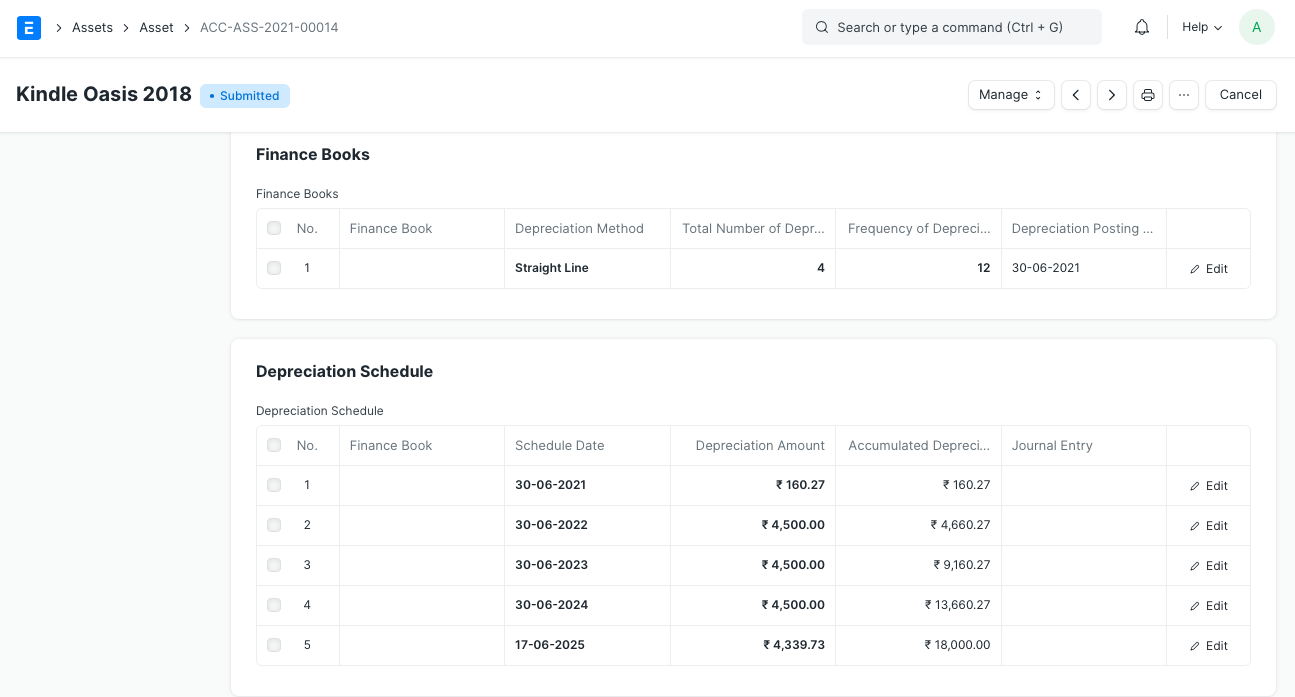 E Assets Asset ACC-ASS-2021-00014 Search or type a command (Ctrl + G) Help A
Kindle Oasis 2018 • Submitted Manage ··· Cancel
Finance Books
Finance Books
No. Finance Book Depreciation Method Total Number of Depr... Frequency of Depreci... Depreciation Posting ...
1 Straight Line 4 12 30-06-2021 Edit
Depreciation Schedule
Depreciation Schedule
No. Finance Book Schedule Date Depreciation Amount Accumulated Depreci... Journal Entry
1 30-06-2021 ₹ 160.27 ₹ 160.27 Edit
2 30-06-2022 ₹ 4,500.00 ₹ 4,660.27 Edit
3 30-06-2023 ₹ 4,500.00 ₹ 9,160.27 Edit
4 30-06-2024 ₹ 4,500.00 ₹ 13,660.27 Edit
5 17-06-2025 ₹ 4,339.73 ₹ 18,000.00 Edit